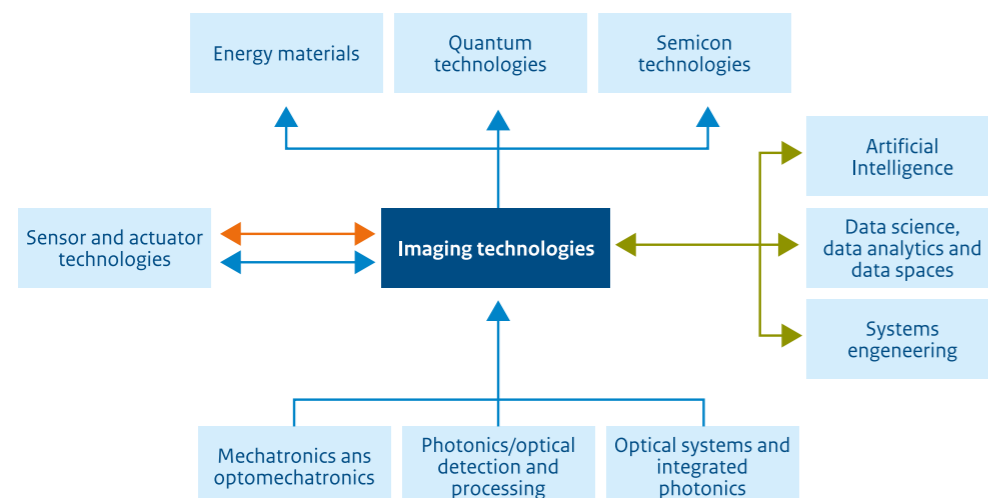 Energy materials
Quantum
technologies
Semicon
technologies
Artificial
Intelligence
Sensor and actuator
technologies
Imaging technologies
Data science,
data analytics and
data spaces
Systems
engeneering
Mechatronics ans
optomechatronics
Photonics/optical
detection and
processing
Optical systems and
integrated
photonics